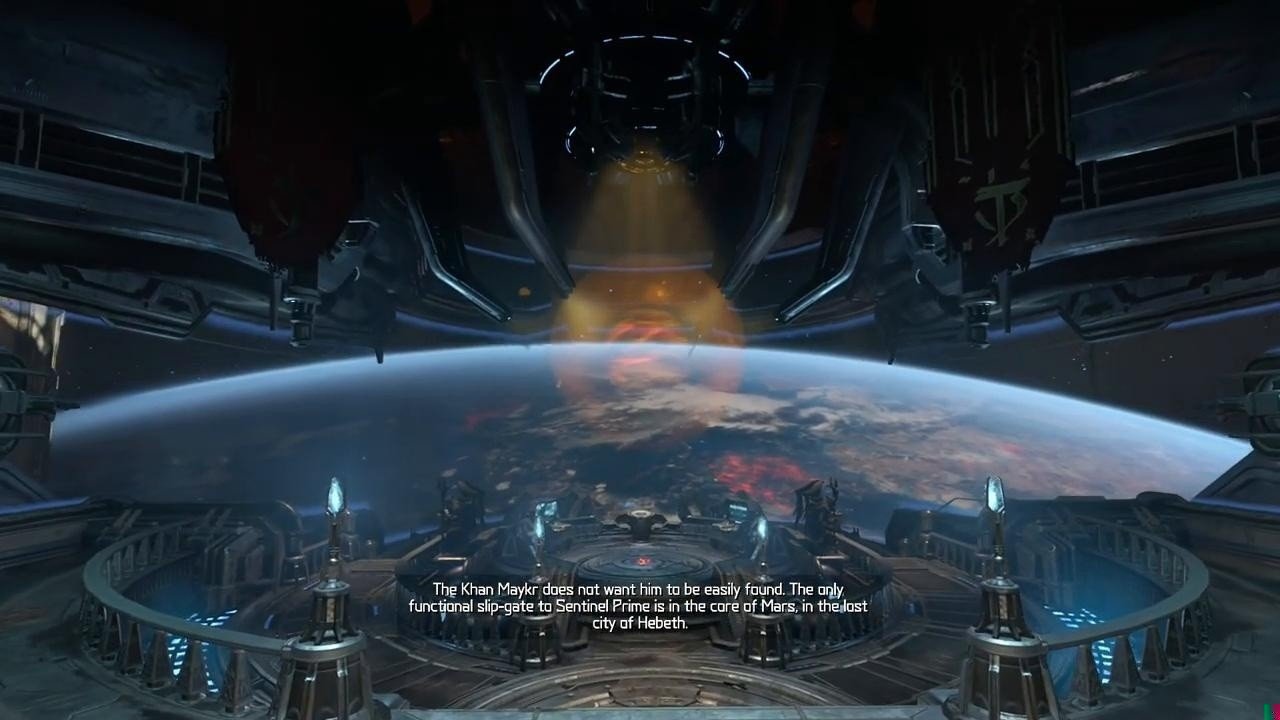 The Khan Maykr does not want him to be easily found. The only
functional slip-gate to Sentinel Prime is in the core of Mars, in the lost
city of Hebeth.